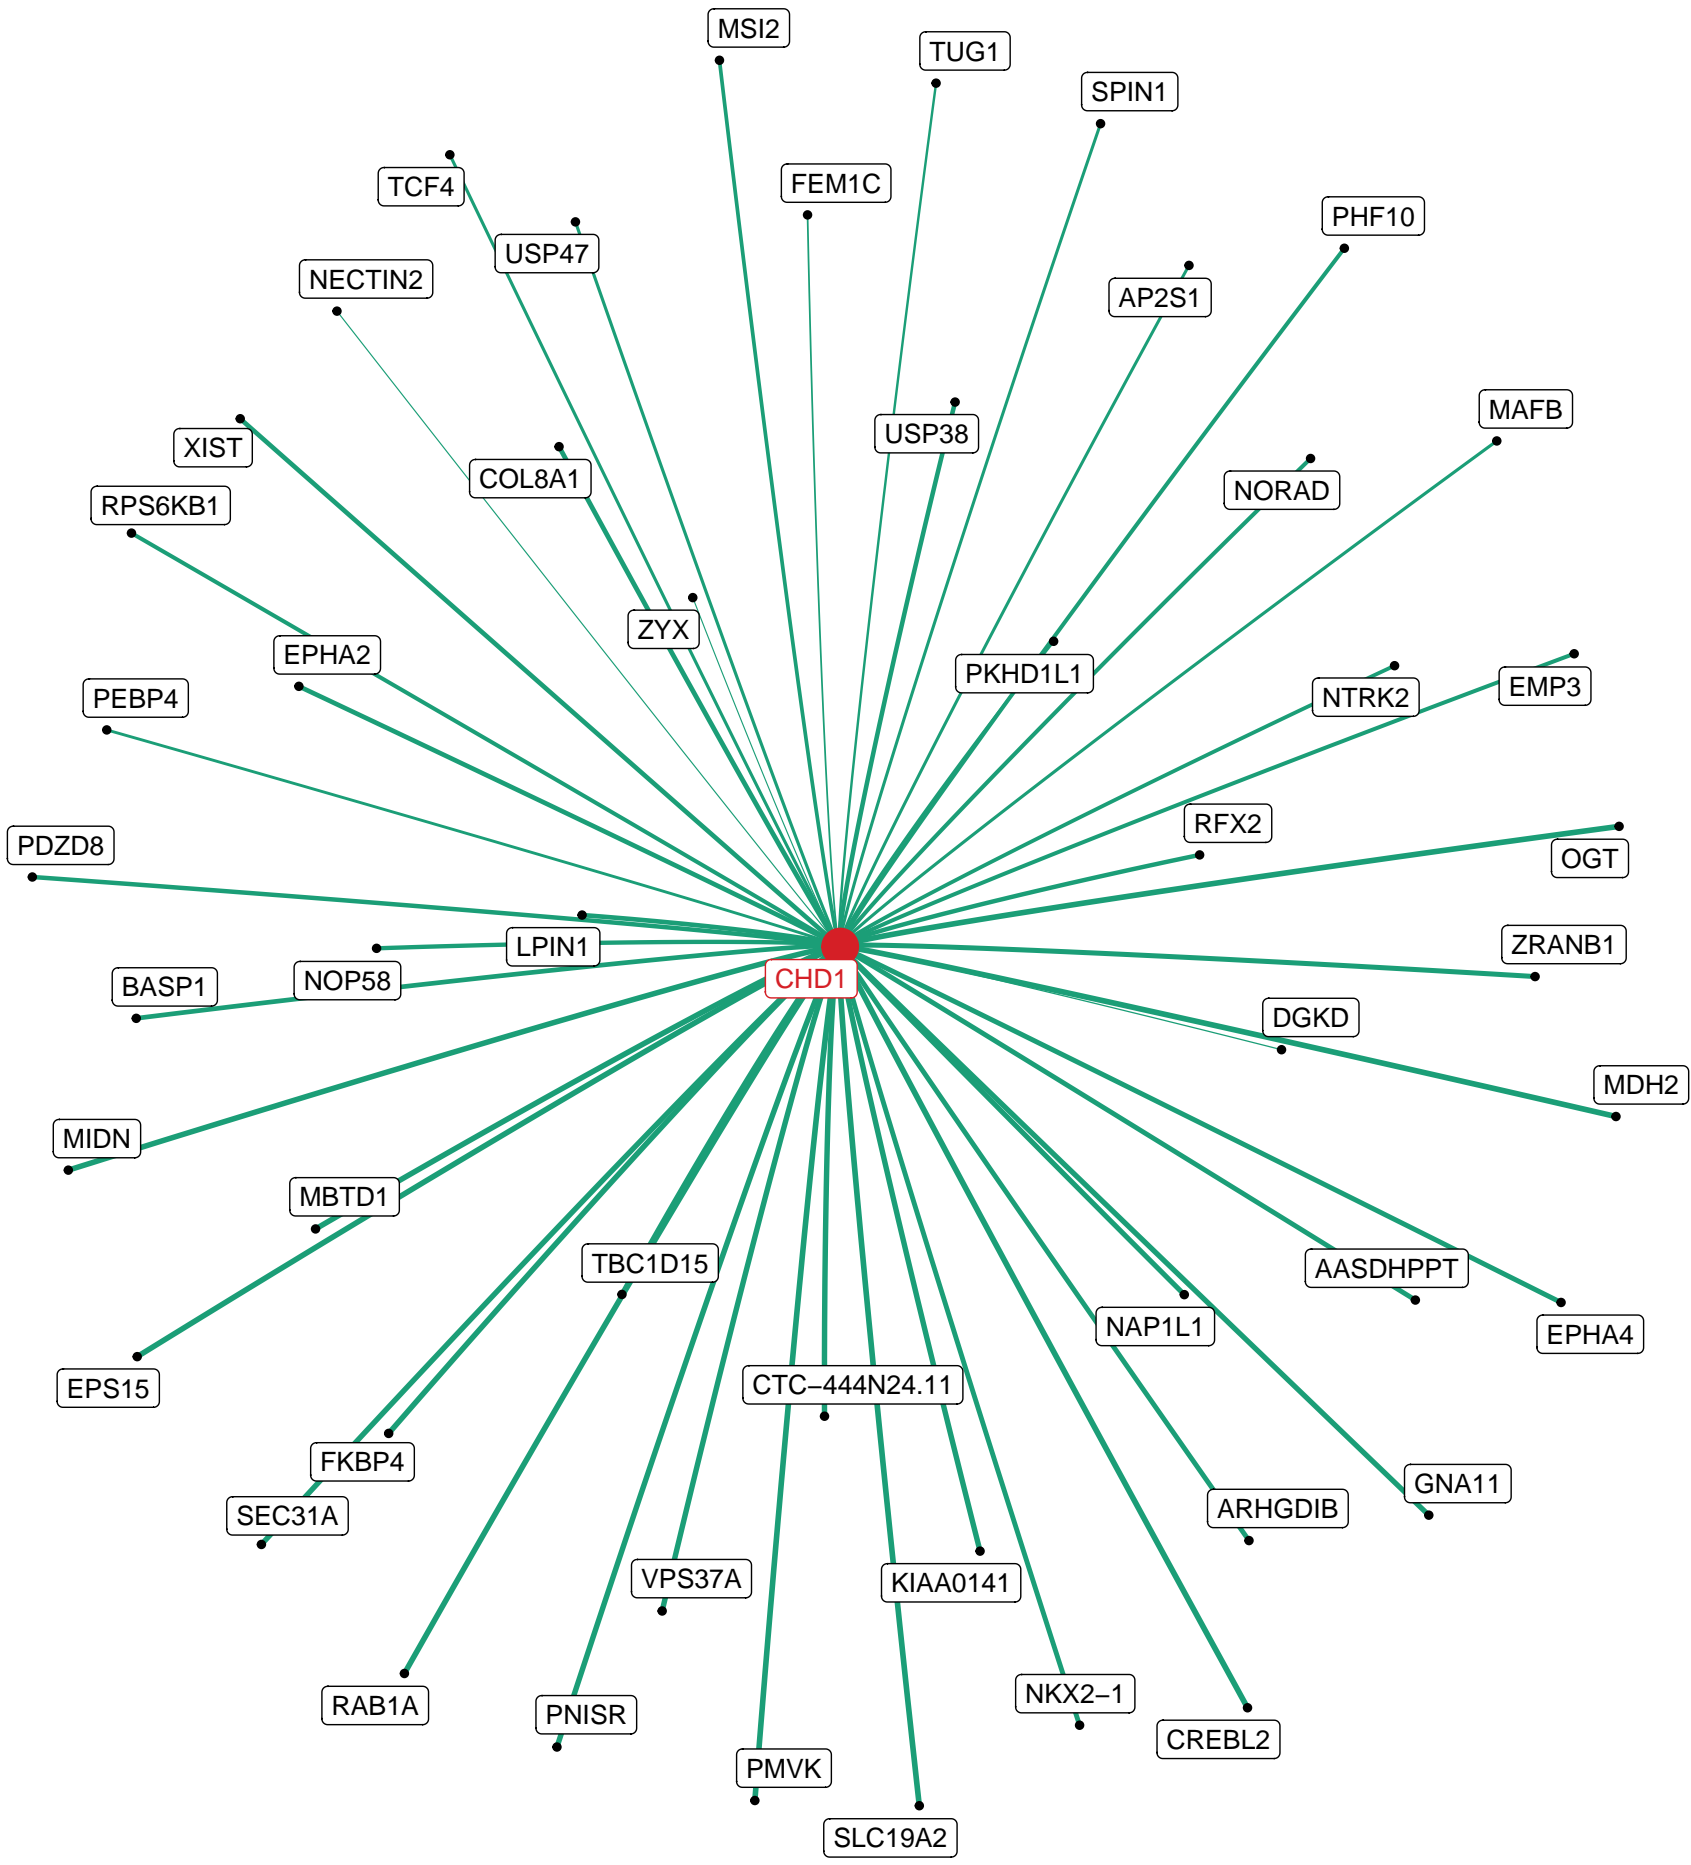 MSI2
TUG1
SPIN1
TCF4
FEM1C
PHF10
USP47
NECTIN2
AP2S1
MAFB
USP38
XIST
COL8A1
NORAD
RPS6KB1
ZYX
EPHA2
PKHD1L1
EMP3
PEBP4
NTRK2
RFX2
PDZD8
OGT
LPIN1
ZRANB1
NOP58
CHD1
BASP1
DGKD
MDH2
MIDN
MBTD1
TBC1D15
AASDHPPT
NAP1L1
EPHA4
CTC−444N24.11
EPS15
FKBP4
GNA11
ARHGDIB
SEC31A
VPS37A
KIAA0141
NKX2−1
RAB1A
PNISR
CREBL2
PMVK
SLC19A2